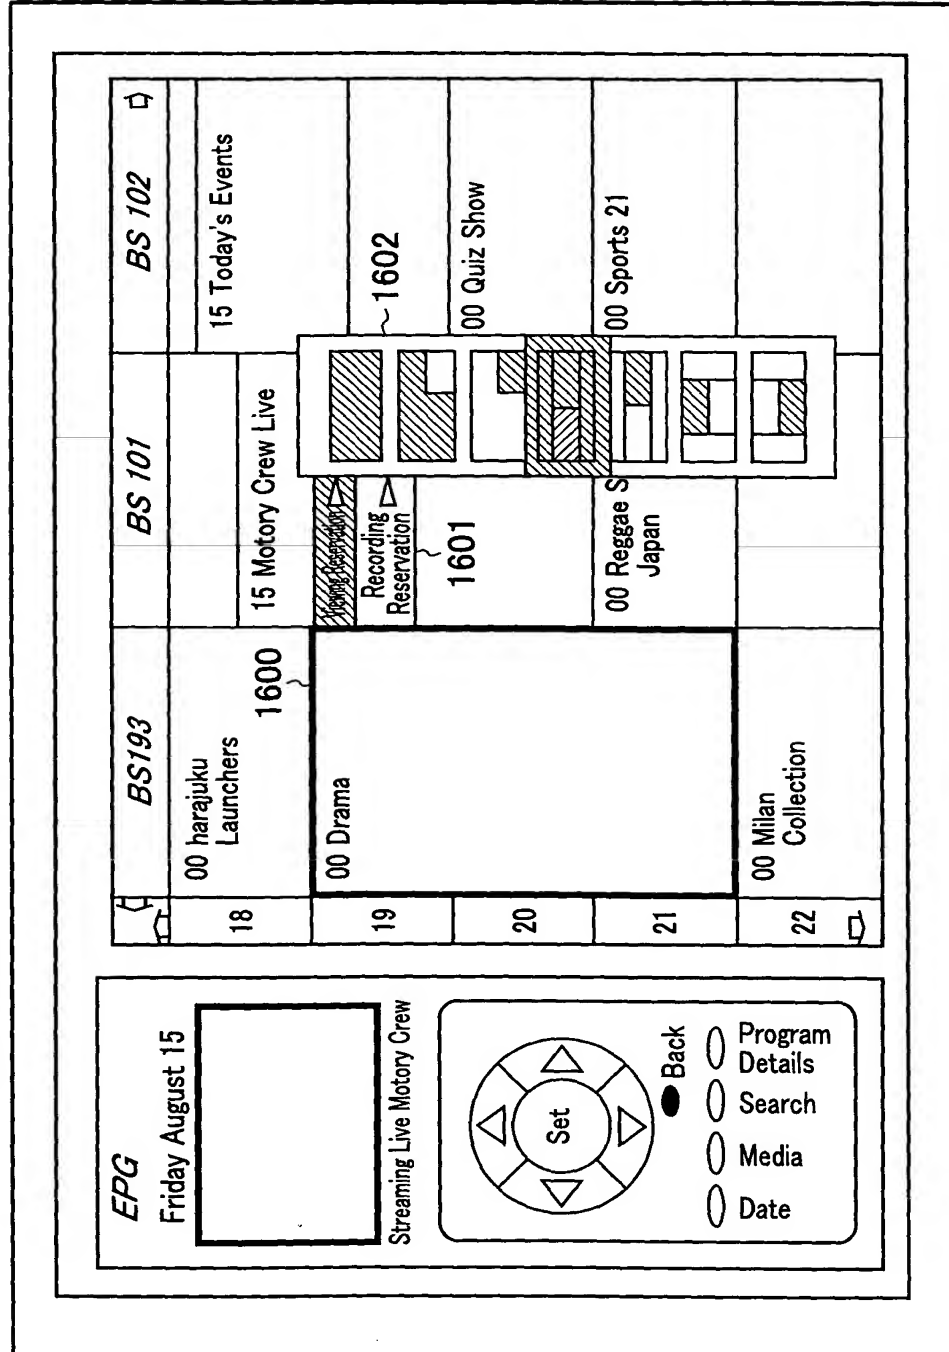 EPG
Friday August 15
Streaming Live Motory Crew
Set
Back
Date
Media
Search
Program
Details
BS193
BS 101
BS 102
18
19
20
21
22
00 harajuku
Launchers
1600
00 Drama
00 Milan
Collection
15 Motory Crew Live
Viewing Reservation
Recording
Reservation
1601
1602
00 Reggae S
Japan
15 Today's Events
00 Quiz Show
00 Sports 21